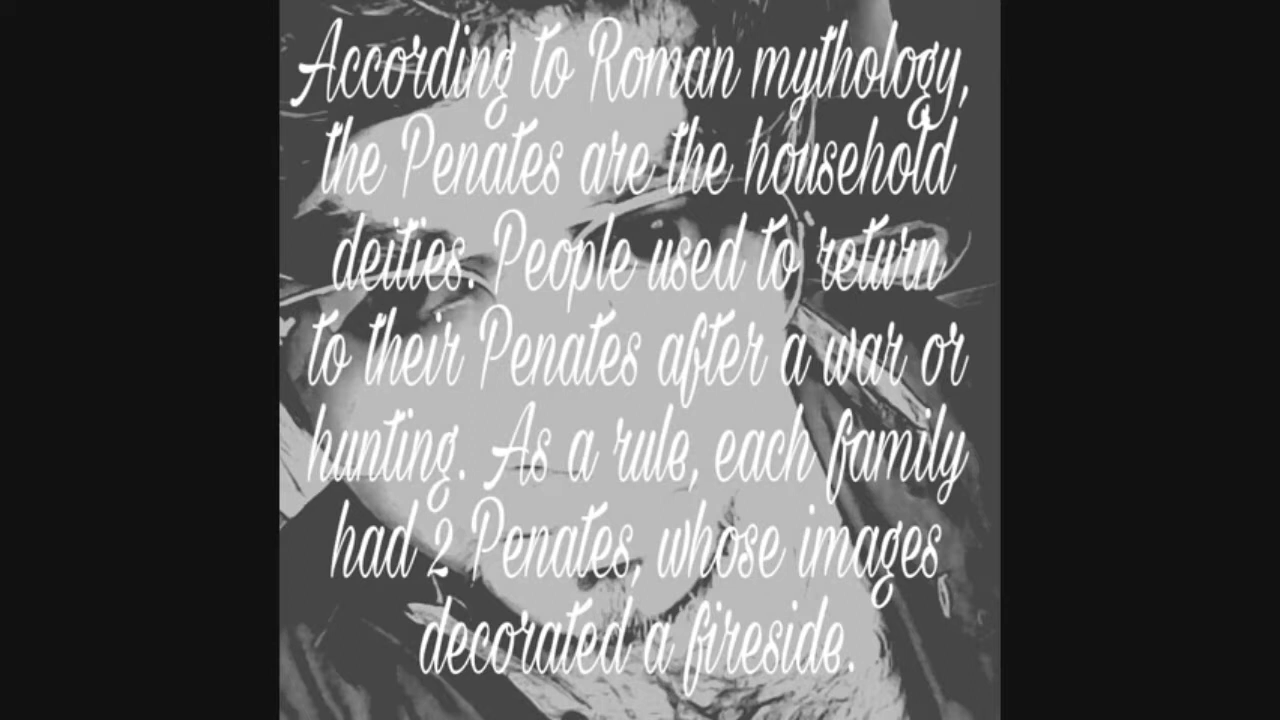 According to Roman mythology,
the Penates are the household
deities. People used to return
to their Penates after a war or
hunting. As a rule, each family
had 2 Penates, whose images
decorated a fireside.